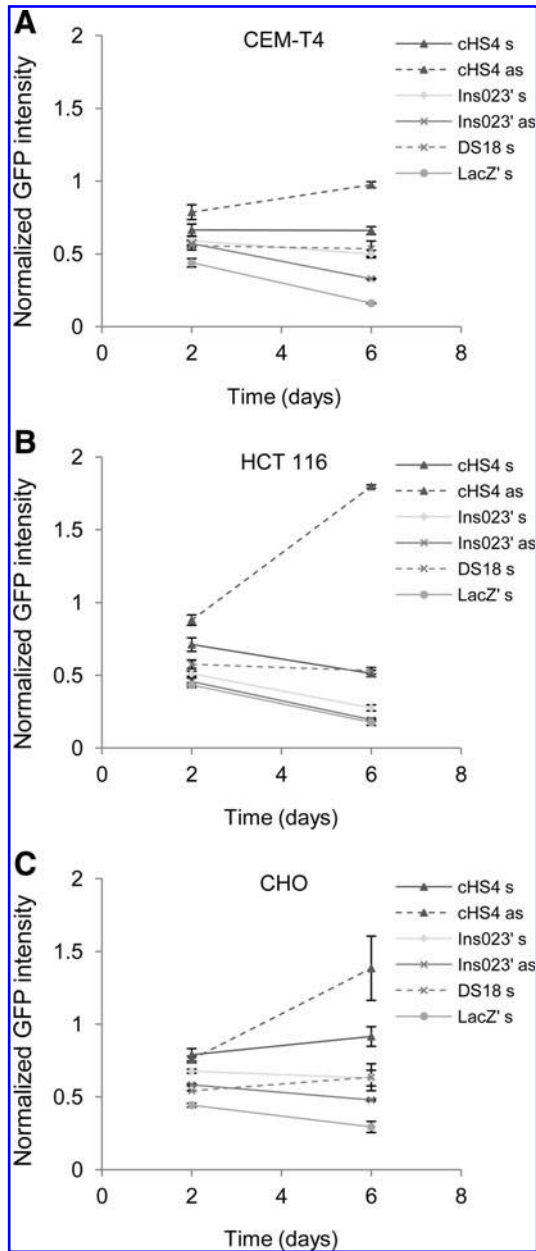 A
CEM-T4
Normalized GFP intensity
2
1.5
1
0.5
0
0 2 4 6 8
Time (days)
cHS4 s
cHS4 as
Ins023' s
Ins023' as
DS18 s
LacZ' s
B
HCT 116
Normalized GFP intensity
2
1.5
1
0.5
0
0 2 4 6 8
Time (days)
cHS4 s
cHS4 as
Ins023' s
Ins023' as
DS18 s
LacZ' s
C
CHO
Normalized GFP intensity
2
1.5
1
0.5
0
0 2 4 6 8
Time (days)
cHS4 s
cHS4 as
Ins023' s
Ins023' as
DS18 s
LacZ' s